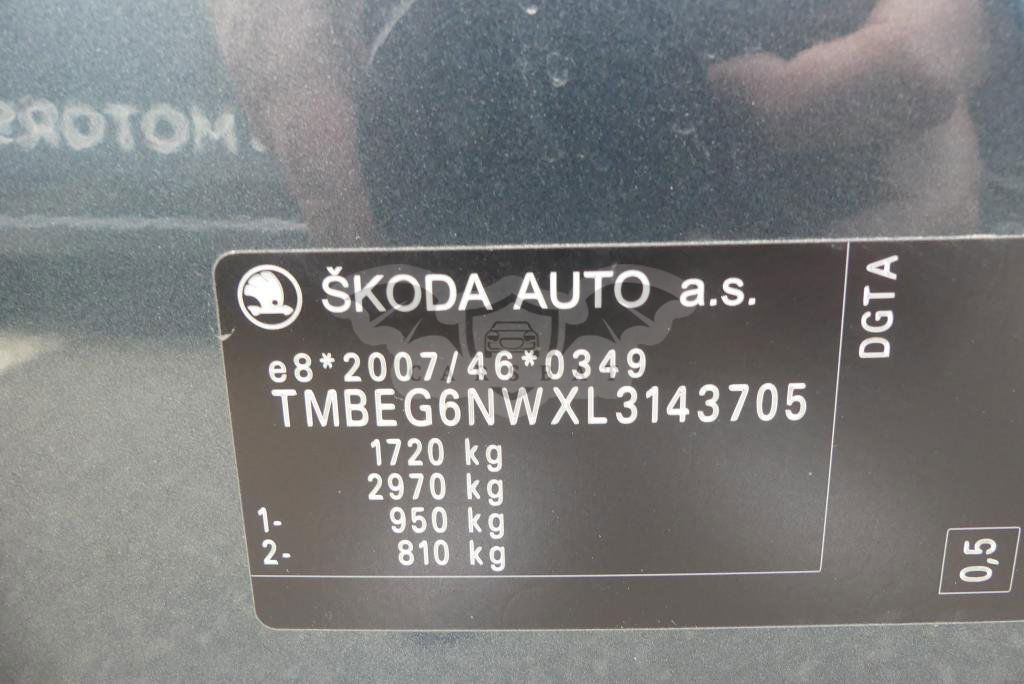 MOTORS
ŠKODA AUTO a.s.
e8*2007/46*0349
TMBEG6NWXL3143705
1720 kg
2970 kg
1- 950 kg
2- 810 kg
DGTA
0,5